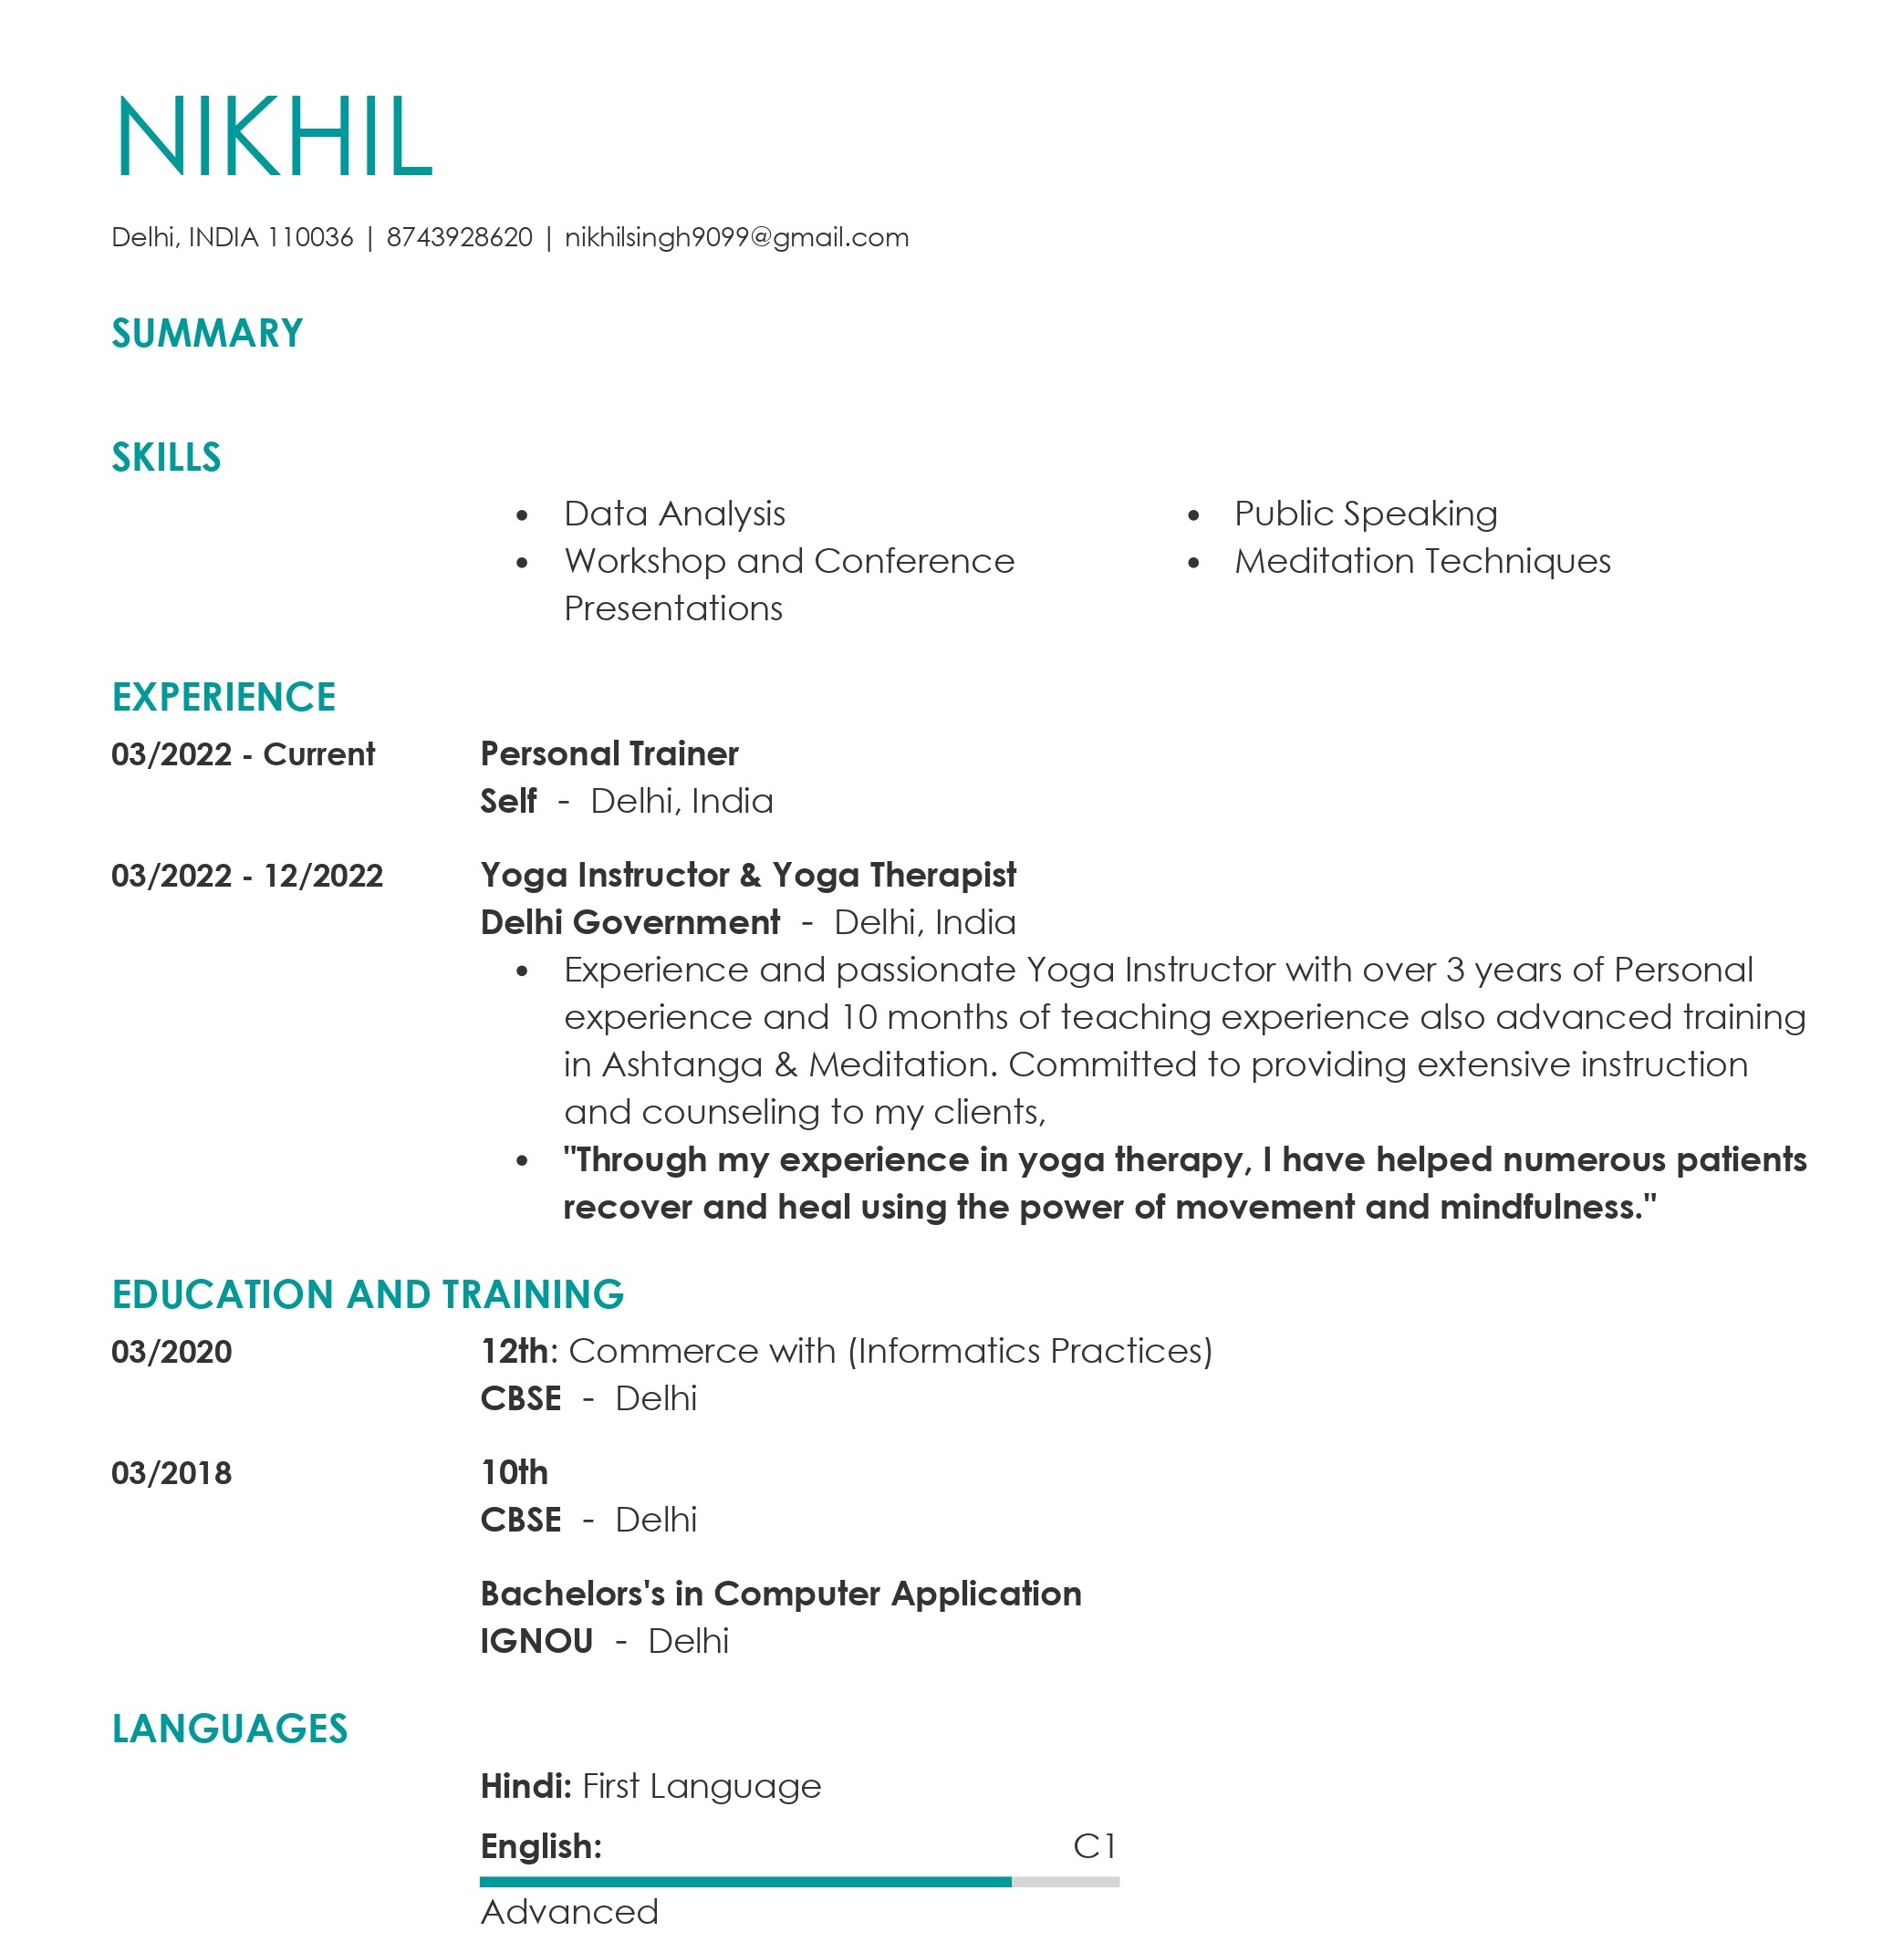 NIKHIL
Delhi, INDIA 110036 | 8743928620 | nikhilsingh9099@gmail.com
SUMMARY
SKILLS
• Data Analysis
• Workshop and Conference
Presentations
• Public Speaking
• Meditation Techniques
EXPERIENCE
03/2022 - Current Personal Trainer
Self - Delhi, India
03/2022 - 12/2022 Yoga Instructor & Yoga Therapist
Delhi Government - Delhi, India
• Experience and passionate Yoga Instructor with over 3 years of Personal
experience and 10 months of teaching experience also advanced training
in Ashtanga & Meditation. Committed to providing extensive instruction
and counseling to my clients,
• "Through my experience in yoga therapy, I have helped numerous patients
recover and heal using the power of movement and mindfulness."
EDUCATION AND TRAINING
03/2020 12th: Commerce with (Informatics Practices)
CBSE - Delhi
03/2018 10th
CBSE - Delhi
Bachelors's in Computer Application
IGNOU - Delhi
LANGUAGES
Hindi: First Language
English: C1
Advanced